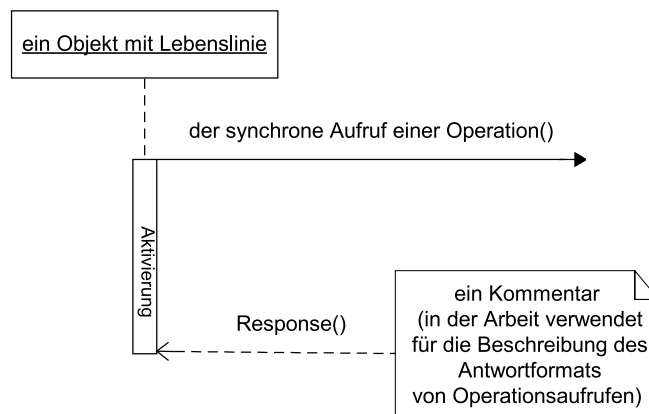 ein Objekt mit Lebenslinie
der synchrone Aufruf einer Operation()
Aktivierung
Response()
ein Kommentar
(in der Arbeit verwendet
für die Beschreibung des
Antwortformats
von Operationsaufrufen)